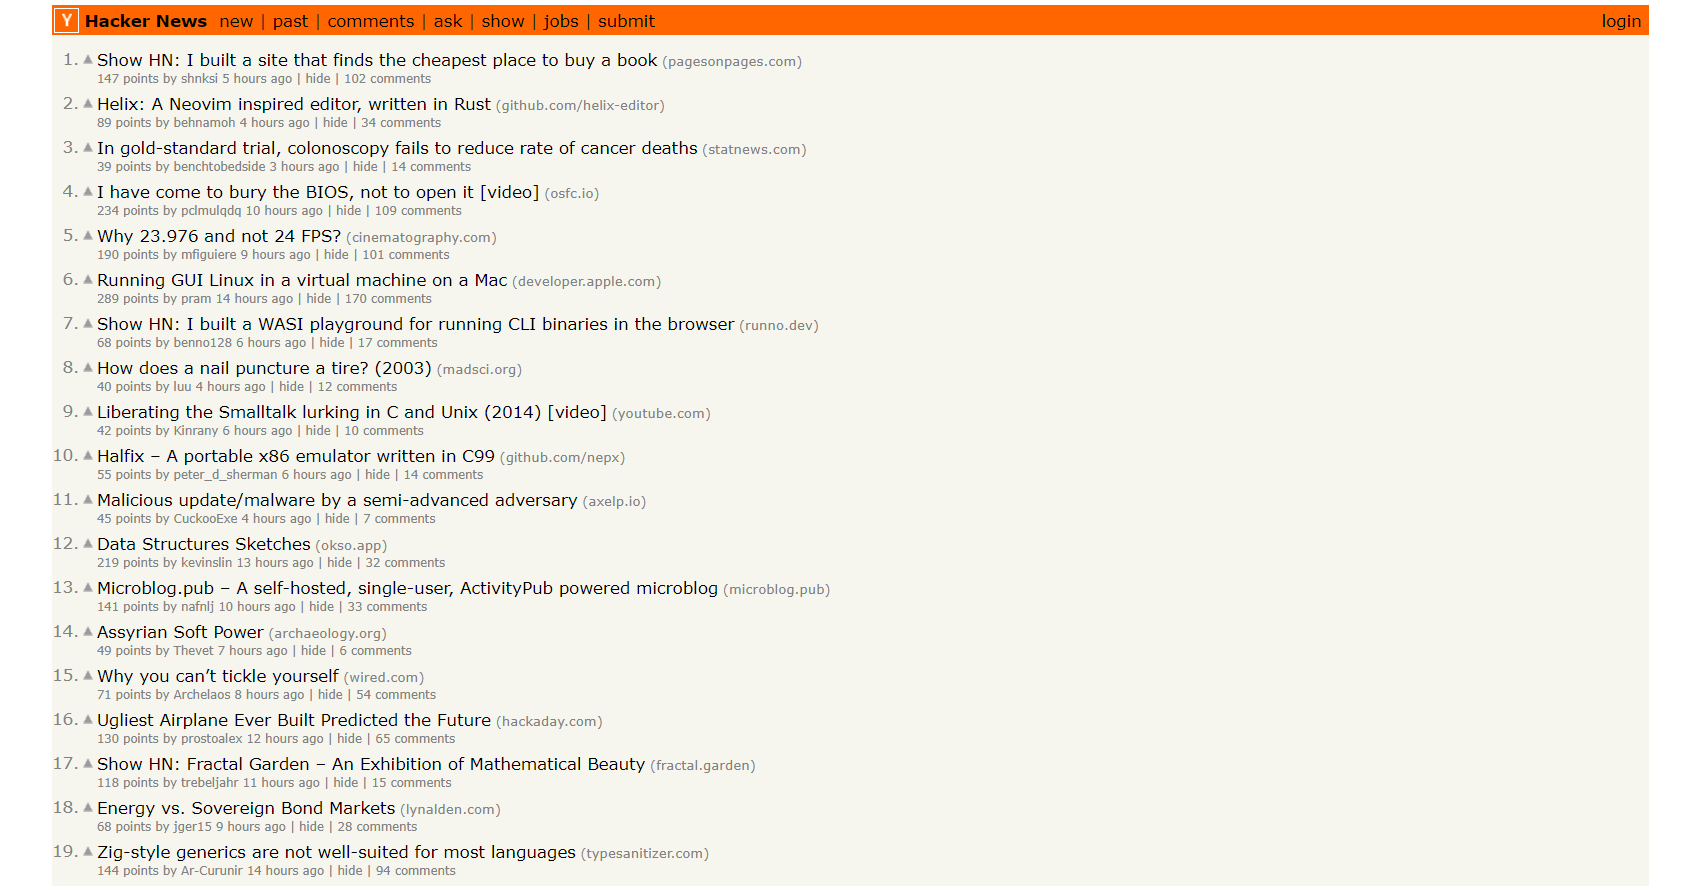 Y Hacker News new | past | comments | ask | show | jobs | submit login
1. Show HN: I built a site that finds the cheapest place to buy a book (pagesonpages.com)
147 points by shnksi 5 hours ago | hide | 102 comments
2. Helix: A Neovim inspired editor, written in Rust (github.com/helix-editor)
89 points by behnamoh 4 hours ago | hide | 34 comments
3. In gold-standard trial, colonoscopy fails to reduce rate of cancer deaths (statnews.com)
39 points by benchtobedside 3 hours ago | hide | 14 comments
4. I have come to bury the BIOS, not to open it [video] (osfc.io)
234 points by pclmulqdq 10 hours ago | hide | 109 comments
5. Why 23.976 and not 24 FPS? (cinematography.com)
190 points by mfiguiere 9 hours ago | hide | 101 comments
6. Running GUI Linux in a virtual machine on a Mac (developer.apple.com)
289 points by pram 14 hours ago | hide | 170 comments
7. Show HN: I built a WASI playground for running CLI binaries in the browser (runno.dev)
68 points by benno128 6 hours ago | hide | 17 comments
8. How does a nail puncture a tire? (2003) (madsci.org)
40 points by luu 4 hours ago | hide | 12 comments
9. Liberating the Smalltalk lurking in C and Unix (2014) [video] (youtube.com)
42 points by Kinrany 6 hours ago | hide | 10 comments
10. Halfix – A portable x86 emulator written in C99 (github.com/nepx)
55 points by peter_d_sherman 6 hours ago | hide | 14 comments
11. Malicious update/malware by a semi-advanced adversary (axelp.io)
45 points by CuckooExe 4 hours ago | hide | 7 comments
12. Data Structures Sketches (okso.app)
219 points by kevinslin 13 hours ago | hide | 32 comments
13. Microblog.pub – A self-hosted, single-user, ActivityPub powered microblog (microblog.pub)
141 points by nafnlj 10 hours ago | hide | 33 comments
14. Assyrian Soft Power (archaeology.org)
49 points by Thevet 7 hours ago | hide | 6 comments
15. Why you can’t tickle yourself (wired.com)
71 points by Archelaos 8 hours ago | hide | 54 comments
16. Ugliest Airplane Ever Built Predicted the Future (hackaday.com)
130 points by prostoalex 12 hours ago | hide | 65 comments
17. Show HN: Fractal Garden – An Exhibition of Mathematical Beauty (fractal.garden)
118 points by trebeljahr 11 hours ago | hide | 15 comments
18. Energy vs. Sovereign Bond Markets (lynalden.com)
68 points by jger15 9 hours ago | hide | 28 comments
19. Zig-style generics are not well-suited for most languages (typesanitizer.com)
144 points by Ar-Curunir 14 hours ago | hide | 94 comments